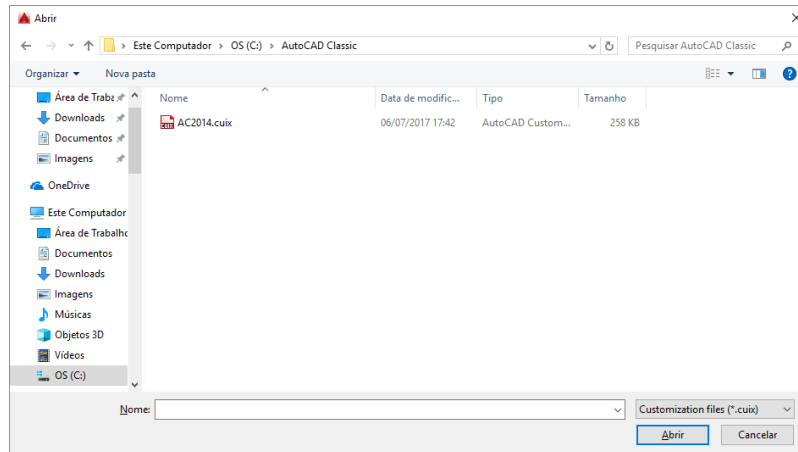 Abrir
Este Computador > OS (C:) > AutoCAD Classic
Pesquisar AutoCAD Classic
Organizar
Nova pasta
Nome
Data de modific...
Tipo
Tamanho
AC2014.cuix
06/07/2017 17:42
AutoCAD Custom...
258 KB
Área de Traba
Downloads
Documentos
Imagens
OneDrive
Este Computador
Área de Trabalho
Documentos
Downloads
Imagens
Músicas
Objetos 3D
Vídeos
OS (C:)
Nome:
Customization files (*.cuix)
Abrir
Cancelar